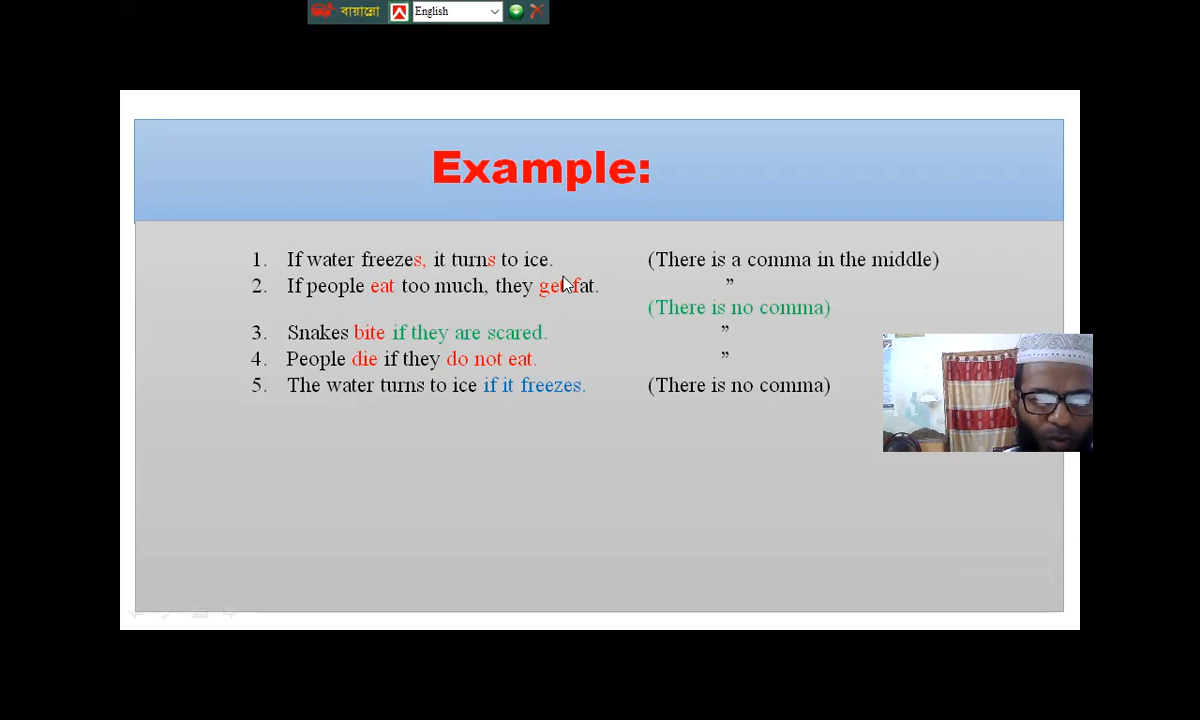 বায়ান্নো English
Example:
1. If water freezes, it turns to ice. (There is a comma in the middle)
2. If people eat too much, they get fat. ”
(There is no comma)
3. Snakes bite if they are scared. ”
4. People die if they do not eat. ”
5. The water turns to ice if it freezes. (There is no comma)